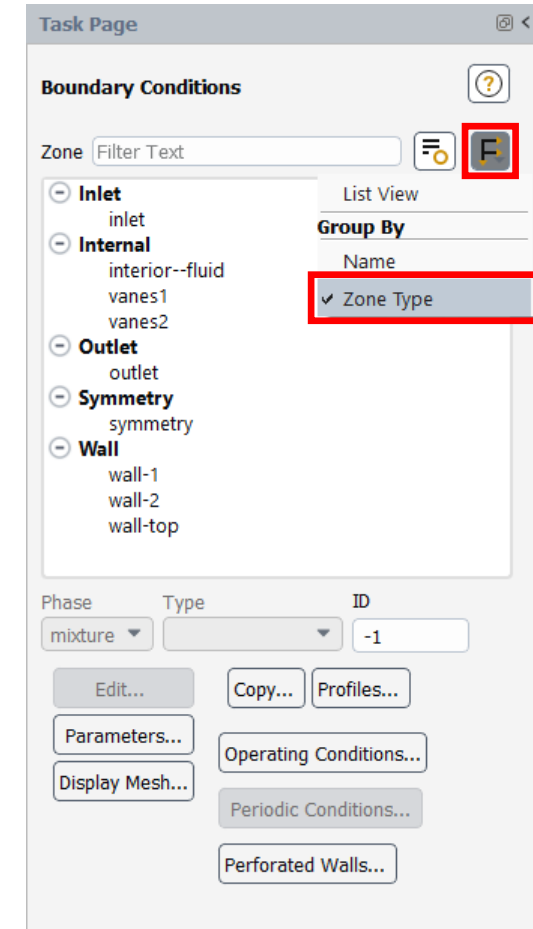 Task Page
Boundary Conditions
?
Zone Filter Text
Inlet
inlet
Internal
interior--fluid
vanes1
vanes2
Outlet
outlet
Symmetry
symmetry
Wall
wall-1
wall-2
wall-top
List View
Group By
Name
Zone Type
Phase Type ID
mixture -1
Edit... Copy... Profiles...
Parameters... Operating Conditions...
Display Mesh...
Periodic Conditions...
Perforated Walls...